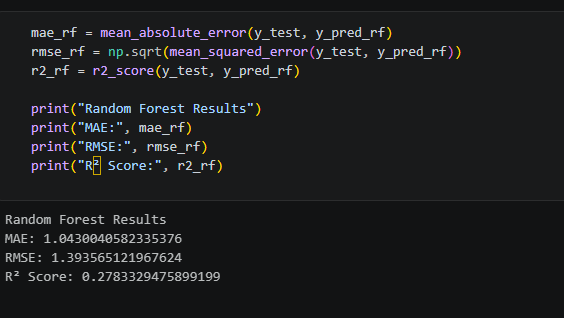 mae_rf = mean_absolute_error(y_test, y_pred_rf)
rmse_rf = np.sqrt(mean_squared_error(y_test, y_pred_rf))
r2_rf = r2_score(y_test, y_pred_rf)
print("Random Forest Results")
print("MAE:", mae_rf)
print("RMSE:", rmse_rf)
print("R² Score:", r2_rf)
Random Forest Results
MAE: 1.0430040582335376
RMSE: 1.393565121967624
R² Score: 0.2783329475899199